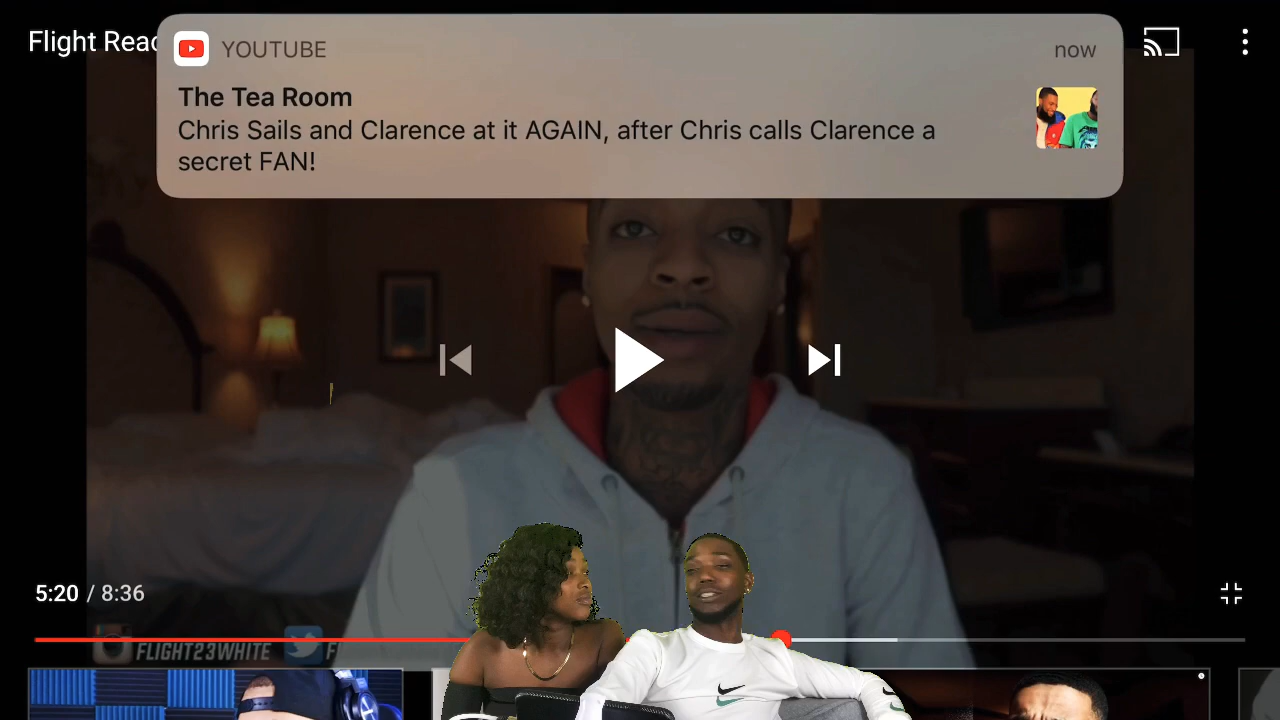 Flight Reac
YOUTUBE
now
The Tea Room
Chris Sails and Clarence at it AGAIN, after Chris calls Clarence a
secret FAN!
5:20 / 8:36
FLIGHT23WHITE
F